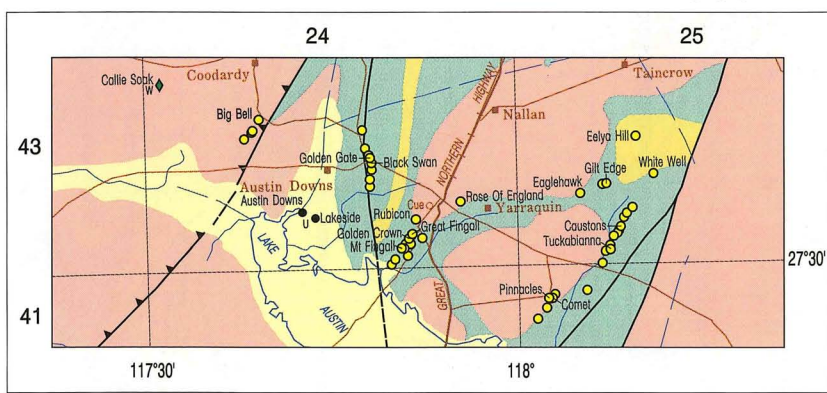 24
25
Callie Soak
W
Coodardy
Taincrow
HIGHWAY
Nallan
Big Bell
Eelya Hill
43
NORTHERN
Golden Gate
Black Swan
Gilt Edge
White Well
Austin Downs
Eaglehawk
Austin Downs
Rose Of England
Cue
Yarraquin
U
Lakeside
Rubicon
Great Fingall
Golden Crown
Causton's
Mt Fingall
Tuckabianna
LAKE
27°30'
GREAT
Pinnacles
Comet
41
AUSTIN
117°30'
118°